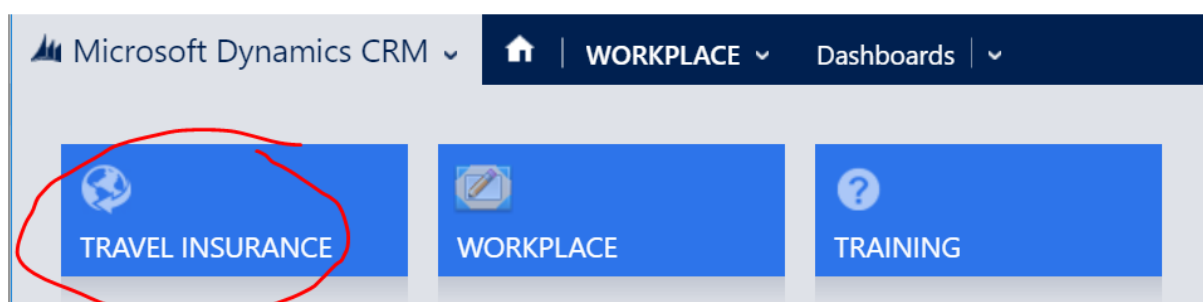 Microsoft Dynamics CRM WORKPLACE Dashboards
TRAVEL INSURANCE WORKPLACE TRAINING